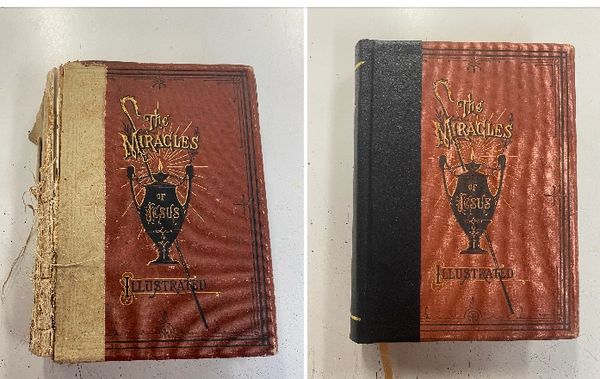 The
MIRACLES
OF
JESUS
ILLUSTRATED
The
MIRACLES
OF
JESUS
ILLUSTRATED